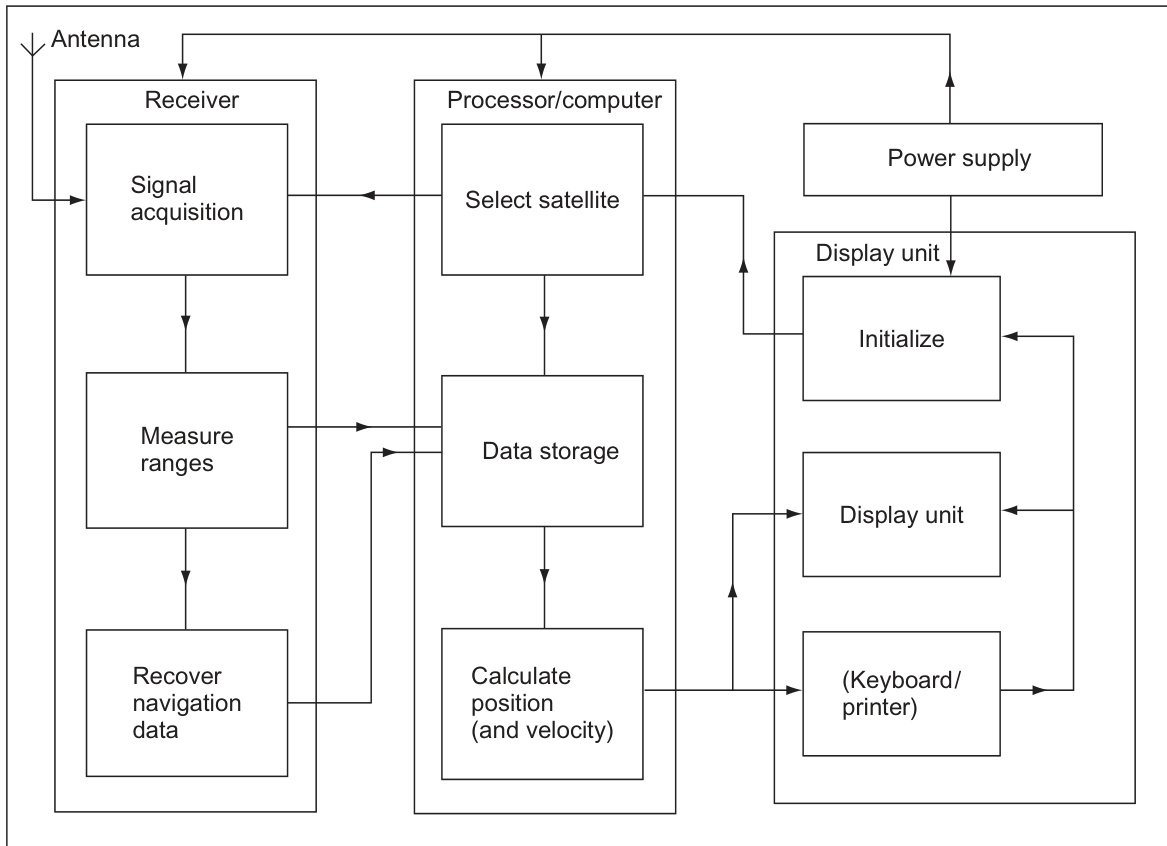 Antenna
Receiver
Signal
acquisition
Measure
ranges
Recover
navigation
data
Processor/computer
Select satellite
Data storage
Calculate
position
(and velocity)
Power supply
Display unit
Initialize
Display unit
(Keyboard/
printer)